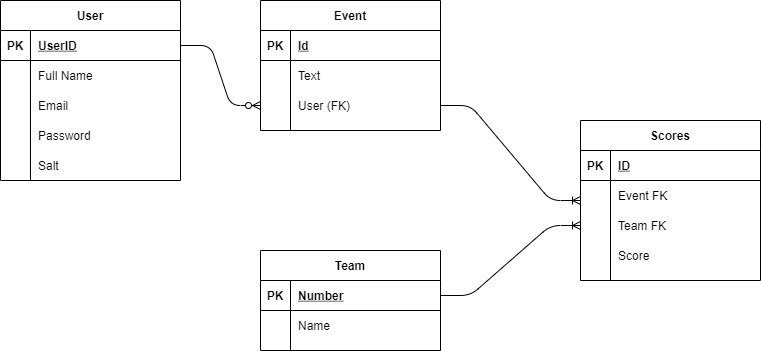 User
PK UserID
Full Name
Email
Password
Salt
Event
PK Id
Text
User (FK)
Scores
PK ID
Event FK
Team FK
Score
Team
PK Number
Name